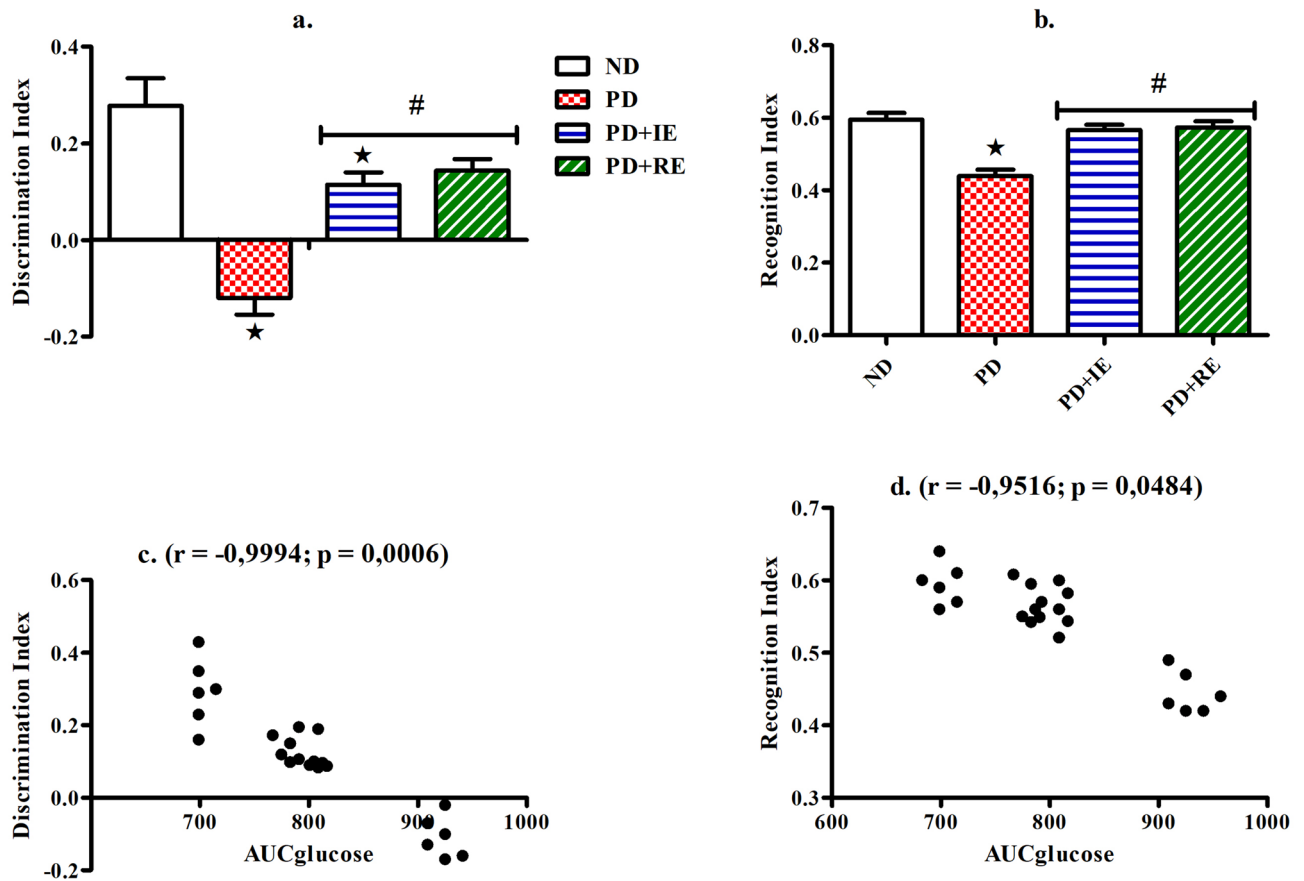 a.
Discrimination Index
0.4
0.2
0.0
-0.2
★
★
#
ND
PD
PD+IE
PD+RE
b.
Recognition Index
0.8
0.6
0.4
0.2
0.0
★
#
ND
PD
PD+IE
PD+RE
c. (r = -0,9994; p = 0,0006)
Discrimination Index
0.6
0.4
0.2
0.0
-0.2
700 800 900 1000
AUCglucose
d. (r = -0,9516; p = 0,0484)
Recognition Index
0.7
0.6
0.5
0.4
0.3
600 700 800 900 1000
AUCglucose